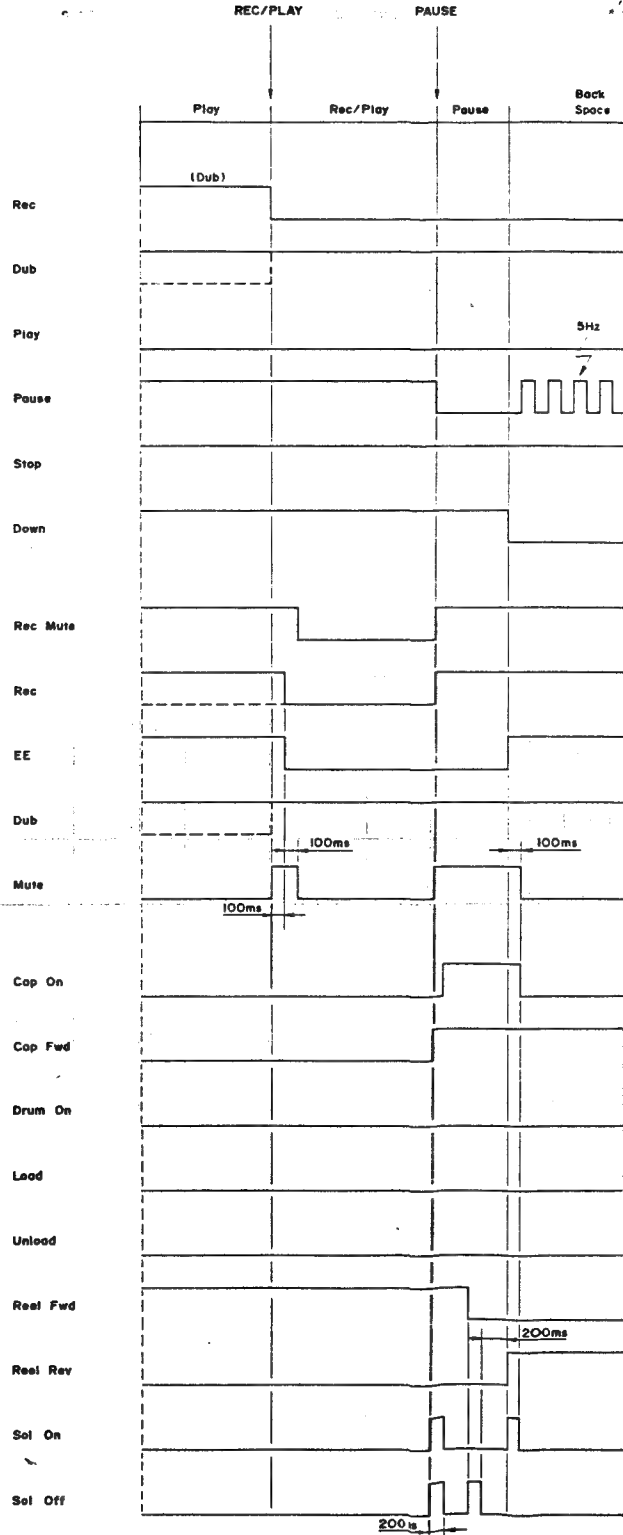 REC/PLAY PAUSE
Play Rec/Play Pause Back Space
(Dub)
Rec
Dub
Play
5Hz
Pause
Stop
Down
Rec Mute
Rec
EE
Dub
100ms 100ms
Mute
100ms
Cap On
Cap Fwd
Drum On
Load
Unload
Reel Fwd
200ms
Reel Rev
Sol On
Sol Off